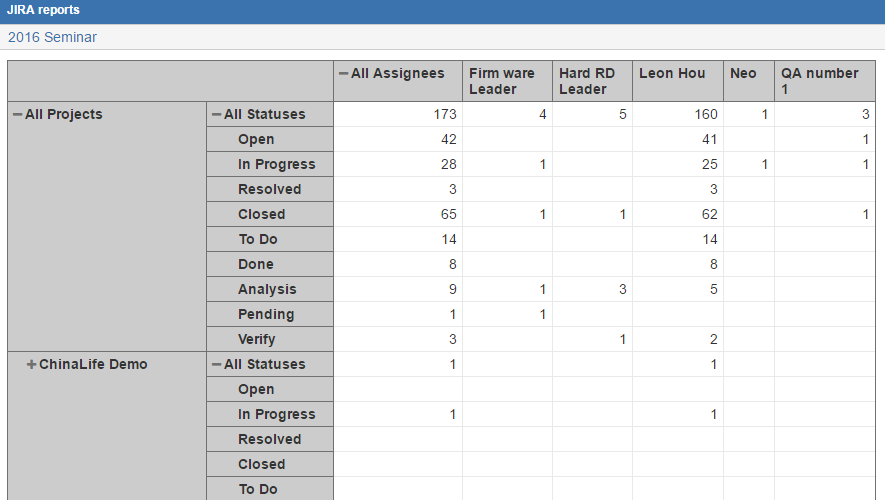 JIRA reports
2016 Seminar
All Assignees Firm ware Leader Hard RD Leader Leon Hou Neo QA number 1
All Projects All Statuses 173 4 5 160 1 3
Open 42 41 1
In Progress 28 1 25 1 1
Resolved 3 3
Closed 65 1 1 62 1
To Do 14 14
Done 8 8
Analysis 9 1 3 5
Pending 1 1
Verify 3 1 2
ChinaLife Demo All Statuses 1 1
Open
In Progress 1 1
Resolved
Closed
To Do